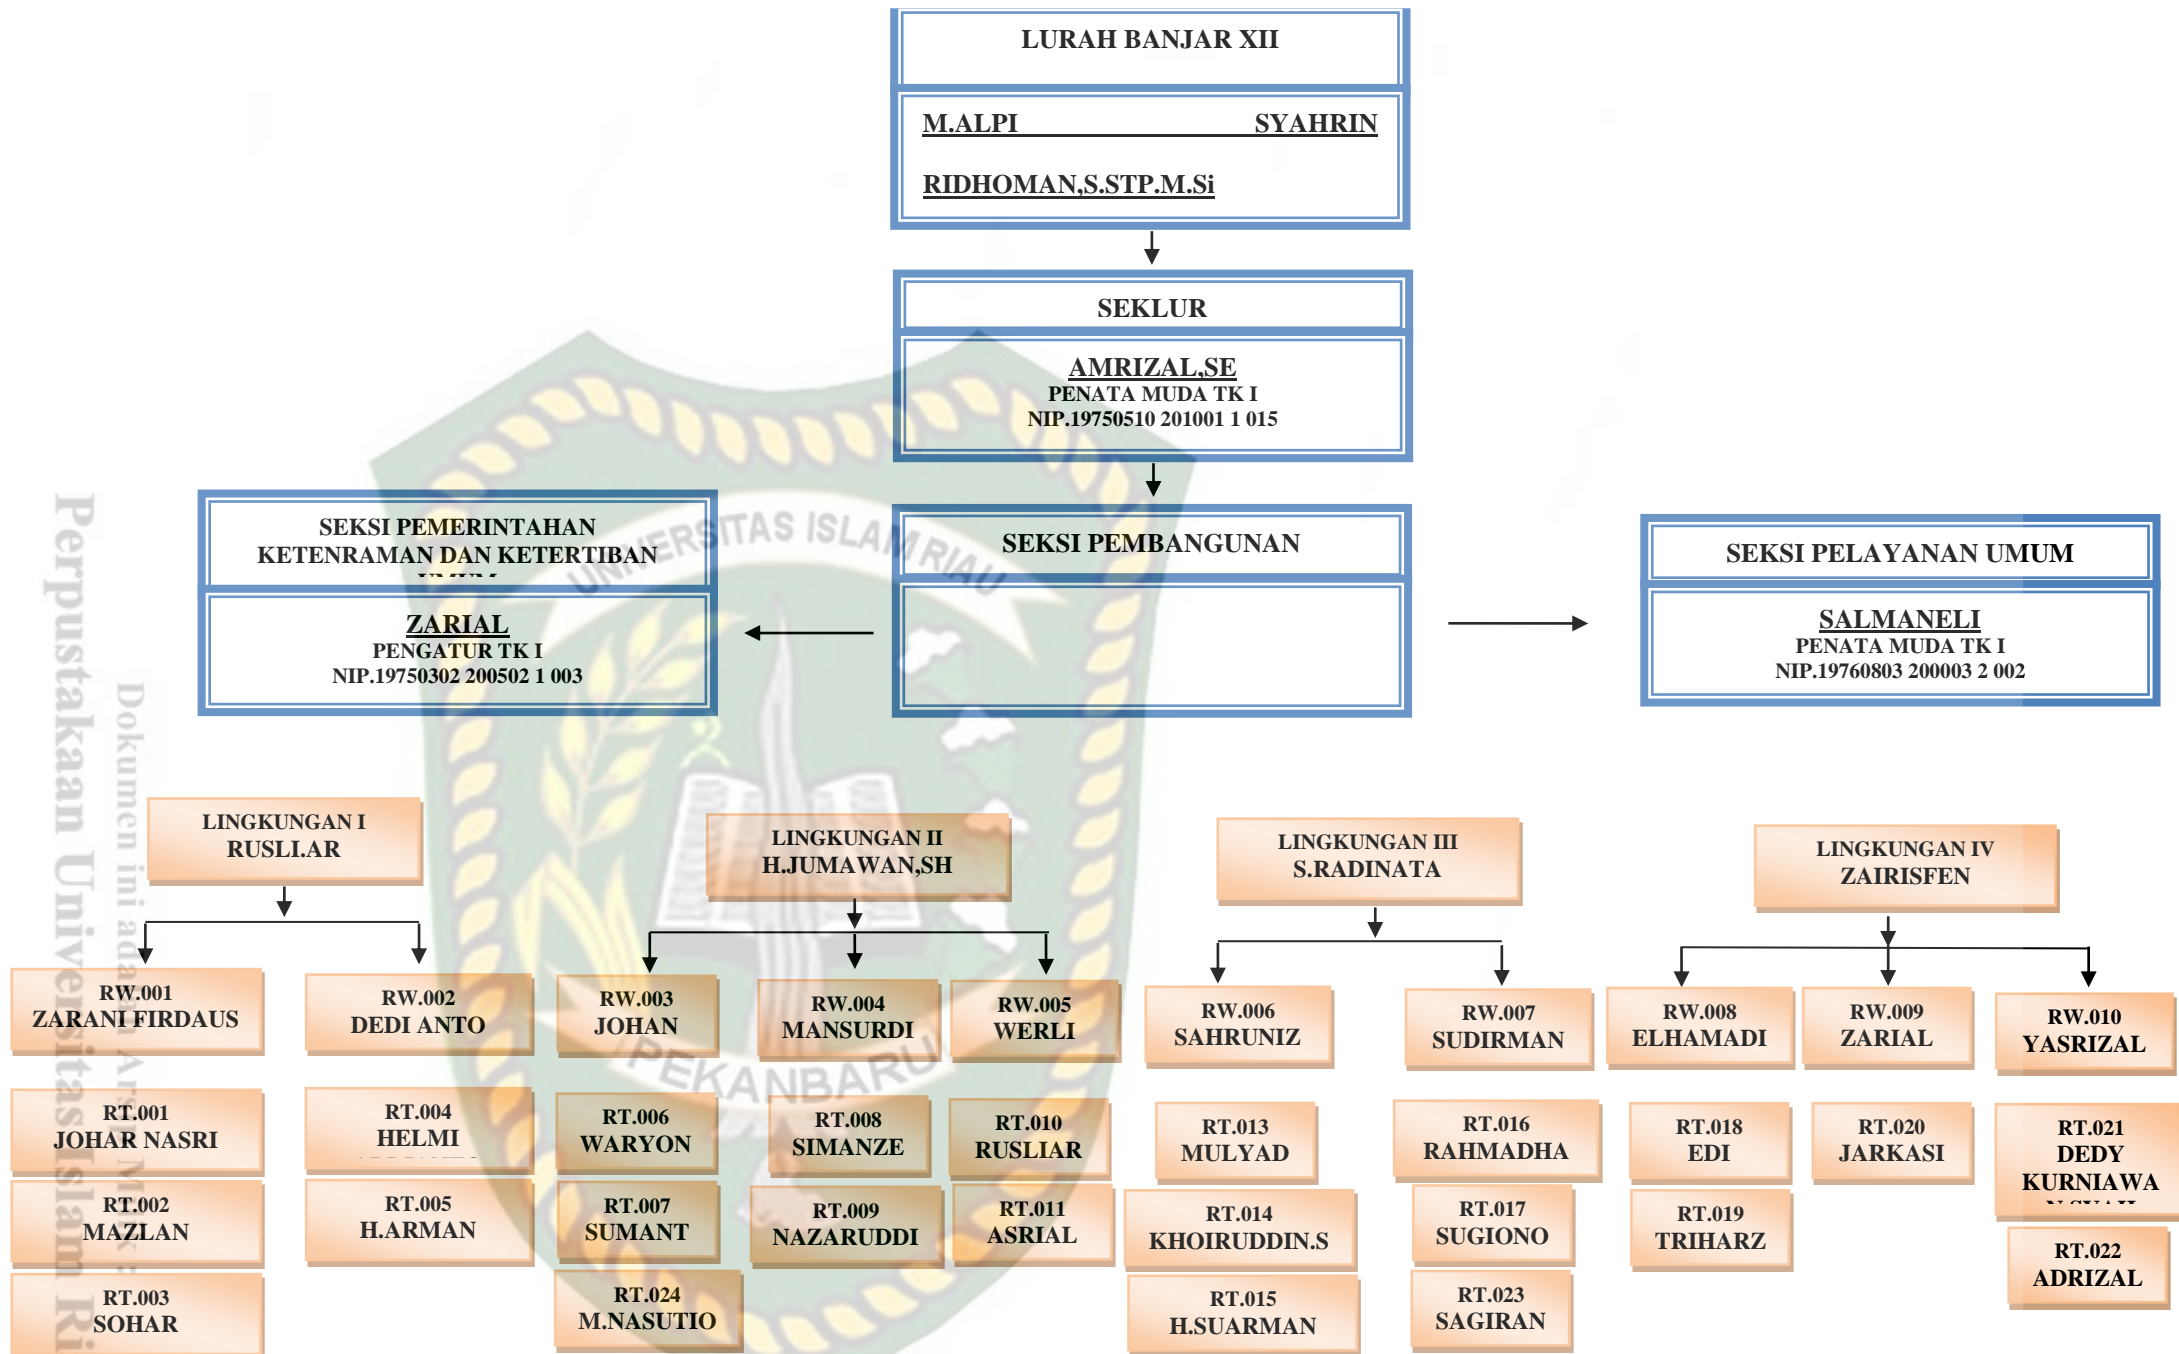 LURAH BANJAR XII
M.ALPI SYAHRIN
RIDHOMAN,S.STP.M.Si
SEKLUR
AMRIZAL,SE
PENATA MUDA TK I
NIP.19750510 201001 1 015
SEKSI PEMERINTAHAN
KETENRAMAN DAN KETERTIBAN
UMUM
ZARIAL
PENGATUR TK I
NIP.19750302 200502 1 003
SEKSI PEMBANGUNAN
SEKSI PELAYANAN UMUM
SALMANELI
PENATA MUDA TK I
NIP.19760803 200003 2 002
LINGKUNGAN I
RUSLI.AR
LINGKUNGAN II
H.JUMAWAN,SH
LINGKUNGAN III
S.RADINATA
LINGKUNGAN IV
ZAIRISFEN
RW.001
ZARANI FIRDAUS
RW.002
DEDI ANTO
RW.003
JOHAN
RW.004
MANSURDI
RW.005
WERLI
RW.006
SAHRUNIZ
RW.007
SUDIRMAN
RW.008
ELHAMADI
RW.009
ZARIAL
RW.010
YASRIZAL
RT.001
JOHAR NASRI
RT.004
HELMI
RT.006
WARYON
RT.008
SIMANZE
RT.010
RUSLIAR
RT.013
MULYAD
RT.016
RAHMADHA
RT.018
EDI
RT.020
JARKASI
RT.021
DEDY
KURNIAWA
RT.002
MAZLAN
RT.005
H.ARMAN
RT.007
SUMANT
RT.009
NAZARUDDI
RT.011
ASRIAL
RT.014
KHOIRUDDIN.S
RT.017
SUGIONO
RT.019
TRIHARZ
RT.022
ADRIZAL
RT.003
SOHAR
RT.024
M.NASUTIO
RT.015
H.SUARMAN
RT.023
SAGIRAN
UNIVERSITAS ISLAM RIAU
PEKANBARU
Perpustakaan Universitas Islam Ri
Dokumen ini adalah Arsip Milik :